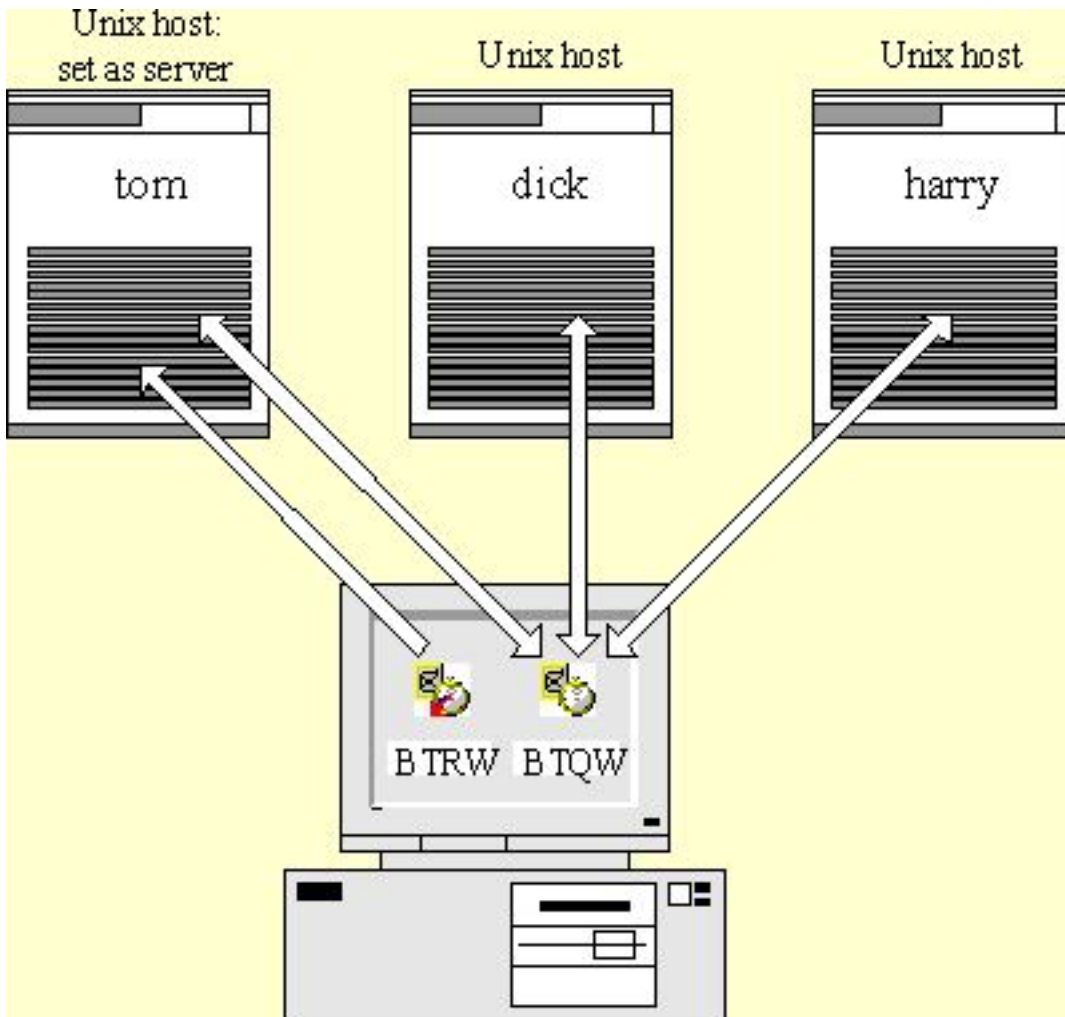 Unix host:
set as server
Unix host
Unix host
tom
dick
harry
BTRW
BTQW